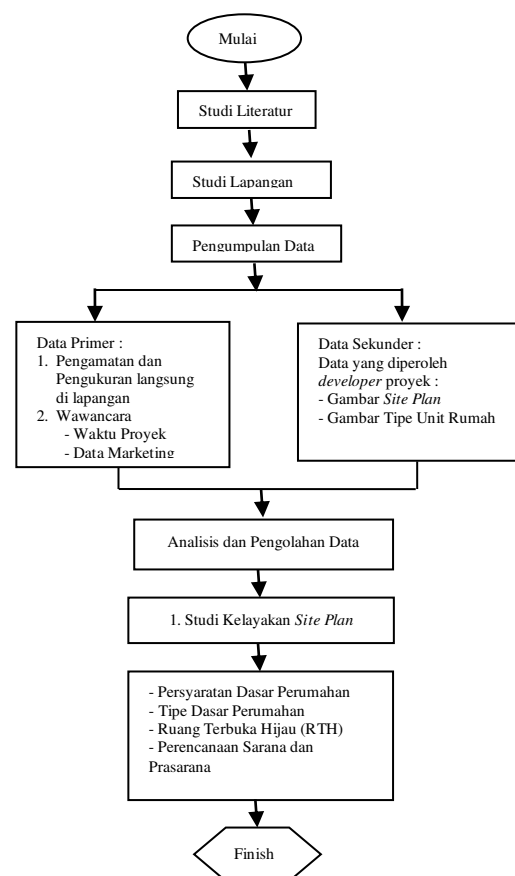 Mulai
Studi Literatur
Studi Lapangan
Pengumpulan Data
Data Primer :
1. Pengamatan dan
Pengukuran langsung
di lapangan
2. Wawancara
- Waktu Proyek
- Data Marketing
Data Sekunder :
Data yang diperoleh
developer proyek :
- Gambar Site Plan
- Gambar Tipe Unit Rumah
Analisis dan Pengolahan Data
1. Studi Kelayakan Site Plan
- Persyaratan Dasar Perumahan
- Tipe Dasar Perumahan
- Ruang Terbuka Hijau (RTH)
- Perencanaan Sarana dan
Prasarana
Finish